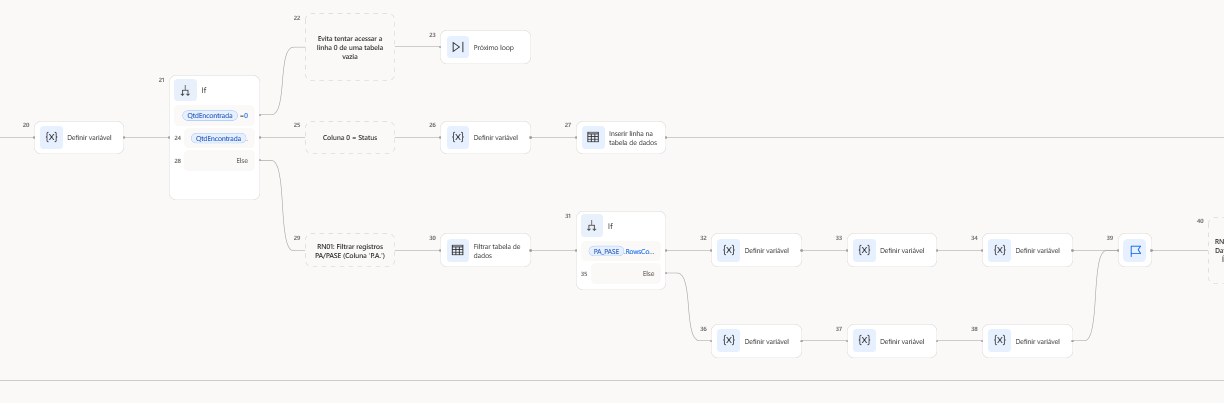 22
Evita tentar acessar a
linha 0 de uma tabela
vazia
23
Próximo loop
21
If
QtdEncontrada =0
24
QtdEncontrada .
28
Else
20
Definir variável
25
Coluna 0 = Status
26
Definir variável
27
Inserir linha na
tabela de dados
29
RN01: Filtrar registros
PA/PASE (Coluna 'P.A.')
30
Filtrar tabela de
dados
31
If
PA_PASE .RowsCo...
35
Else
32
Definir variável
33
Definir variável
34
Definir variável
39
40
36
Definir variável
37
Definir variável
38
Definir variável